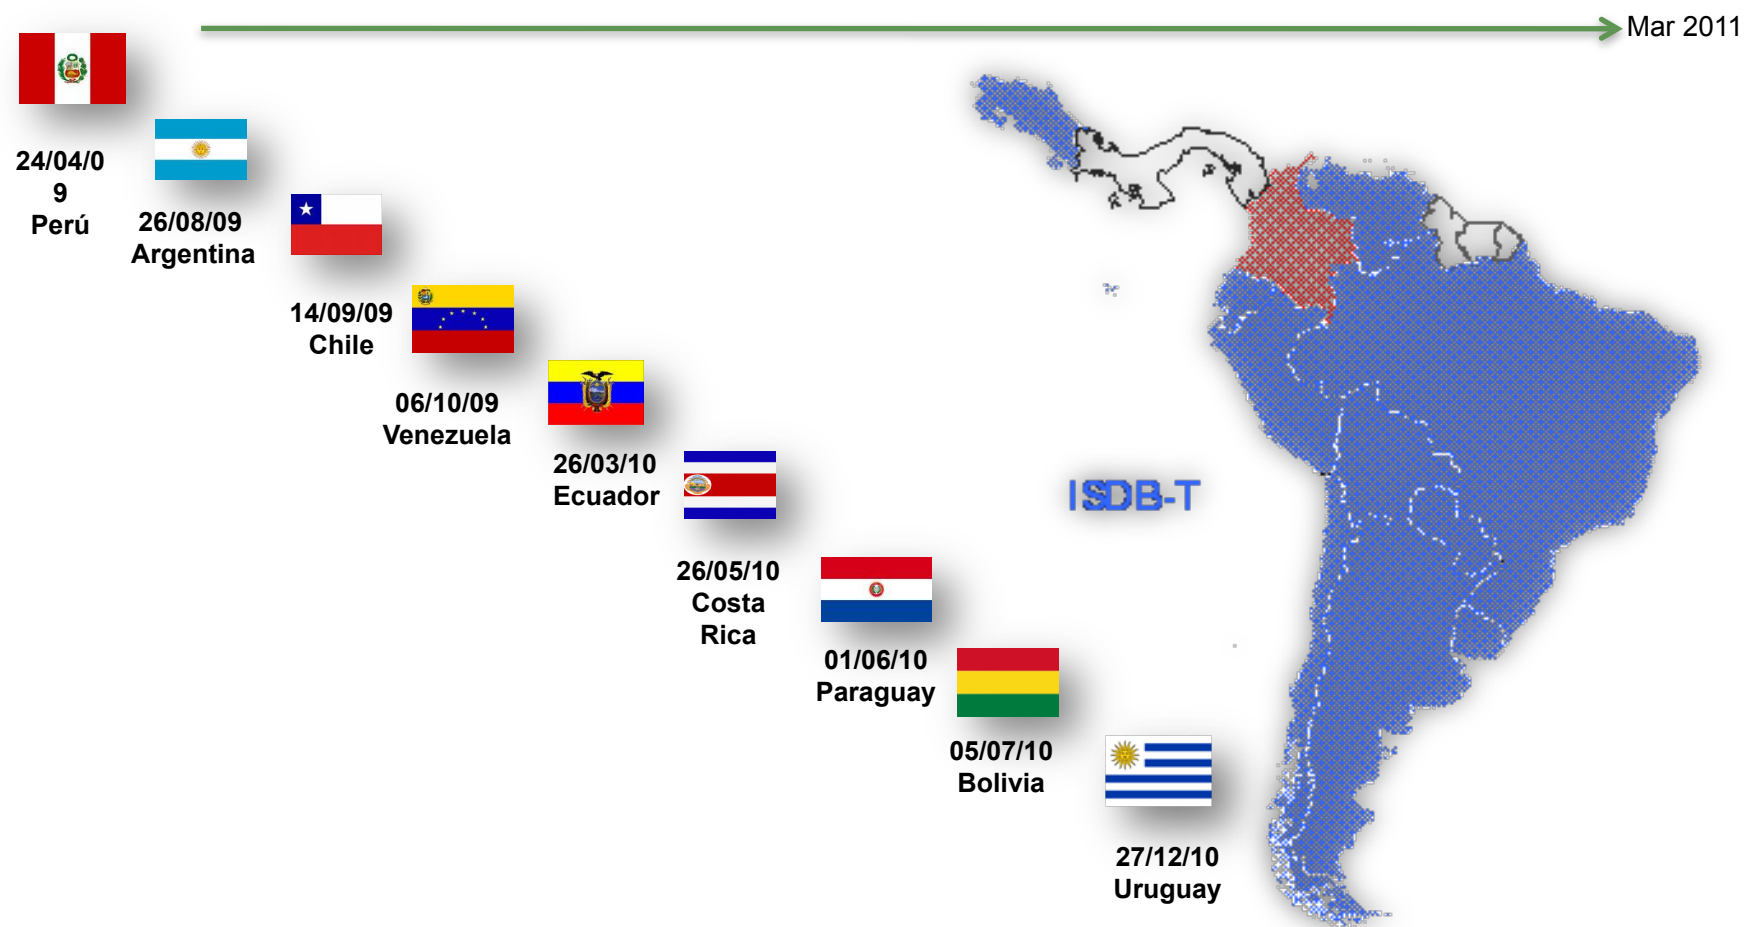 Mar 2011
24/04/0
9
Perú
26/08/09
Argentina
14/09/09
Chile
06/10/09
Venezuela
26/03/10
Ecuador
26/05/10
Costa
Rica
01/06/10
Paraguay
05/07/10
Bolivia
27/12/10
Uruguay
ISDB-T